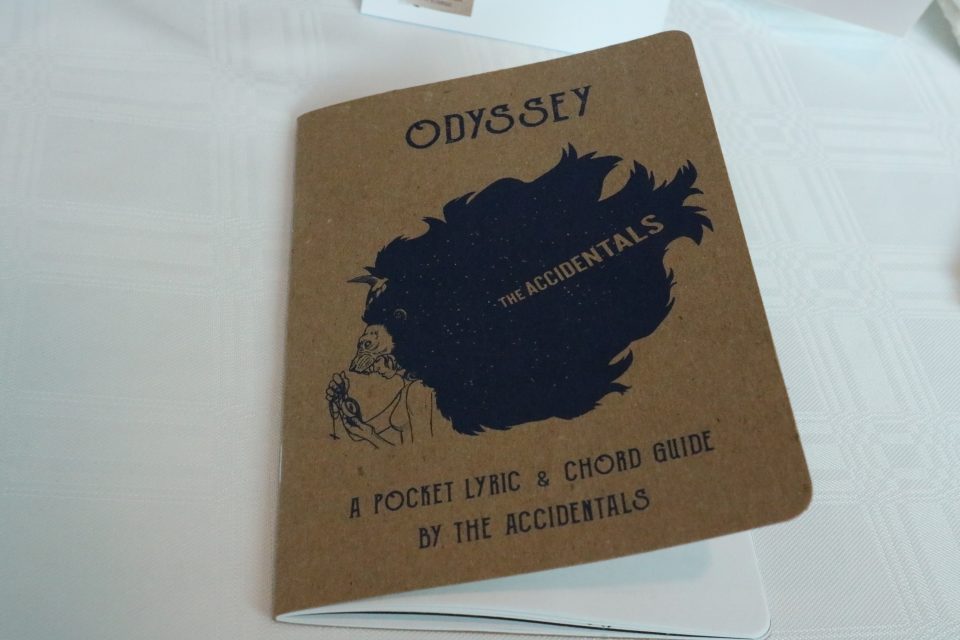 ODYSSEY
THE ACCIDENTALS
A POCKET LYRIC & CHORD GUIDE
BY THE ACCIDENTALS